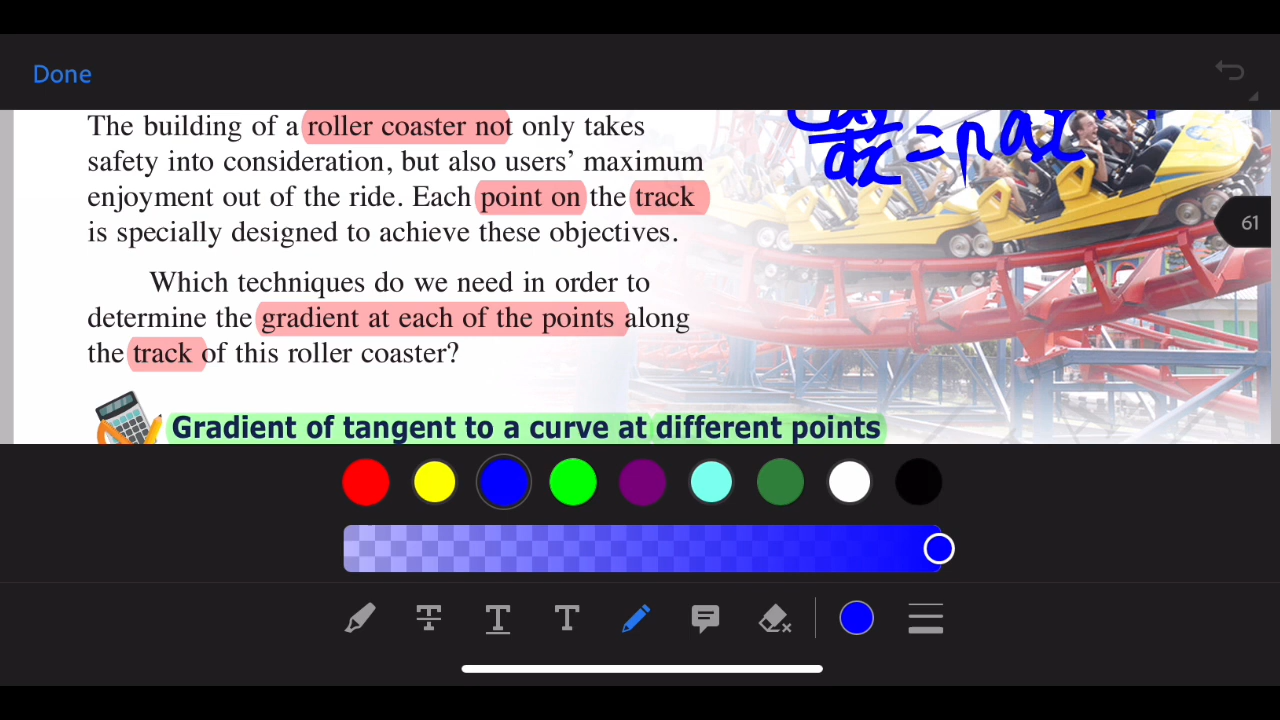 Done
The building of a roller coaster not only takes
safety into consideration, but also users’ maximum
enjoyment out of the ride. Each point on the track
is specially designed to achieve these objectives.
Which techniques do we need in order to
determine the gradient at each of the points along
the track of this roller coaster?
dx = nax
61
Gradient of tangent to a curve at different points
T
T
T